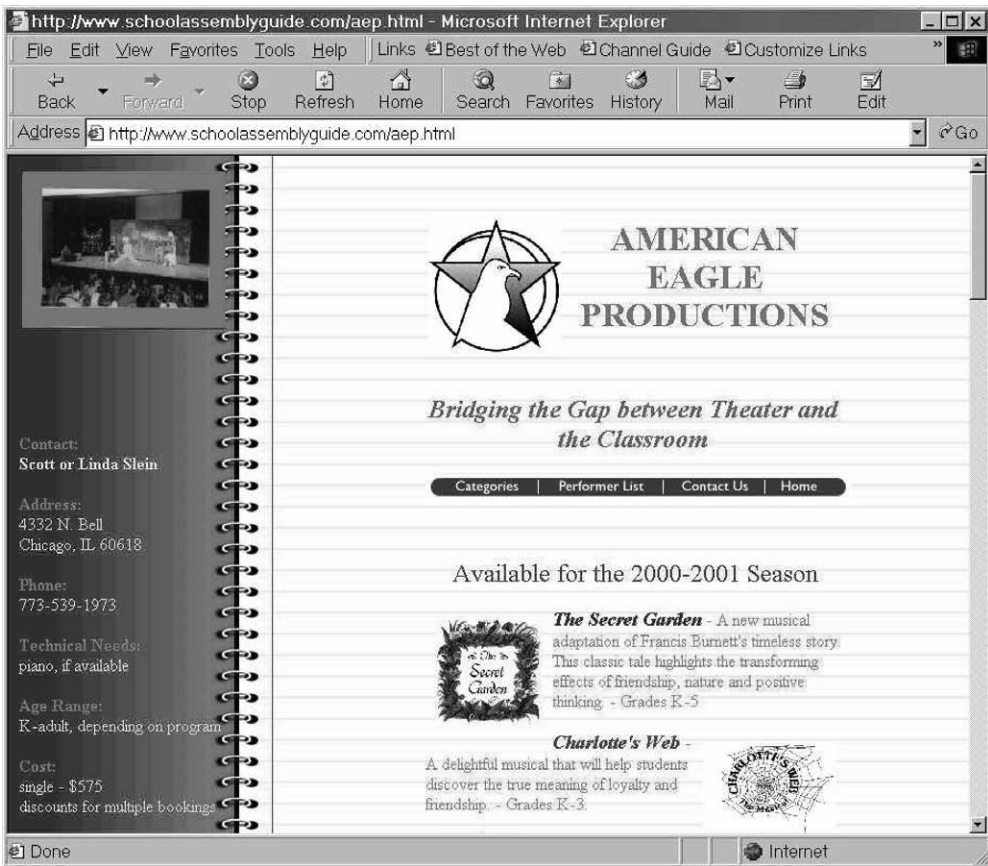 http://www.schoolassemblyguide.com/aep.html - Microsoft Internet Explorer
File Edit View Favorites Tools Help Links Best of the Web Channel Guide Customize Links »
Back Forward Stop Refresh Home Search Favorites History Mail Print Edit
Address http://www.schoolassemblyguide.com/aep.html Go
Contact:
Scott or Linda Slein
Address:
4332 N. Bell
Chicago, IL 60618
Phone:
773-539-1973
Technical Needs:
piano, if available
Age Range:
K-adult, depending on program
Cost:
single - $575
discounts for multiple bookings
AMERICAN
EAGLE
PRODUCTIONS
Bridging the Gap between Theater and
the Classroom
Categories | Performer List | Contact Us | Home
Available for the 2000-2001 Season
The
Secret
Garden
The Secret Garden - A new musical
adaptation of Francis Burnett's timeless story.
This classic tale highlights the transforming
effects of friendship, nature and positive
thinking. - Grades K-5
Charlotte's Web -
A delightful musical that will help students
discover the true meaning of loyalty and
friendship. - Grades K-3
CHARLOTTE'S WEB
The Musical
Done Internet